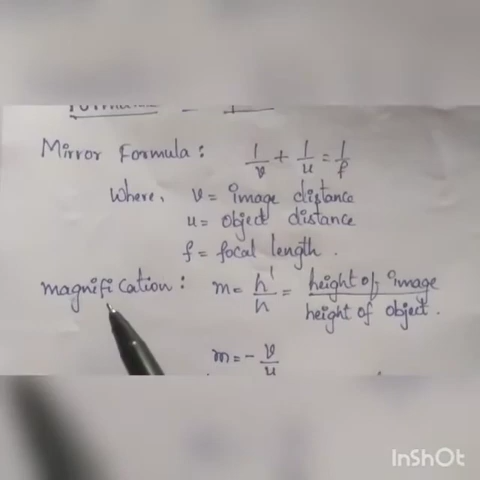 Mirror Formula: 1/v + 1/u = 1/f
Where, v = image distance
u = object distance
f = focal length.
magnification: m = h'/h = height of image / height of object.
m = - v/u
InShOt